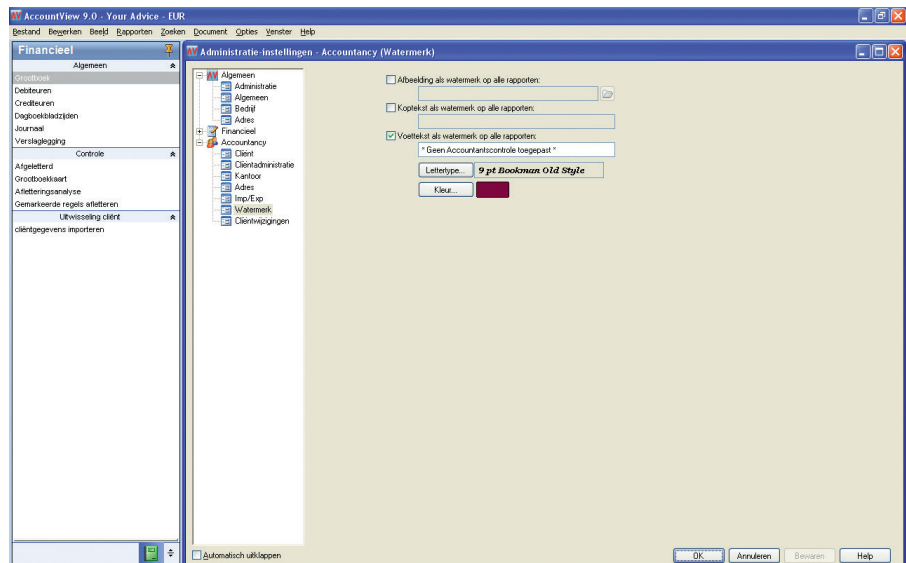 AccountView 9.0 - Your Advice - EUR
Bestand Bewerken Beeld Rapporten Zoeken Document Opties Venster Help
Financieel
Algemeen
Grootboek
Debiteuren
Crediteuren
Dagboekbladzijden
Journaal
Verslaglegging
Controle
Afgeletterd
Grootboekkaart
Afletteringsanalyse
Gemarkeerde regels afletteren
Uitwisseling cliënt
cliëntgegevens importeren
Administratie-instellingen - Accountancy (Watermerk)
Algemeen
Administratie
Algemeen
Bedrijf
Adres
Financieel
Accountancy
Cliënt
Cliëntadministratie
Kantoor
Adres
Imp/Exp
Watermerk
Cliëntwijzigingen
Afbeelding als watermerk op alle rapporten:
Koptekst als watermerk op alle rapporten:
Voettekst als watermerk op alle rapporten:
* Geen Accountantscontrole toegepast *
Lettertype... 9 pt Bookman Old Style
Kleur...
Automatisch uitklappen
OK Annuleren Bewaren Help